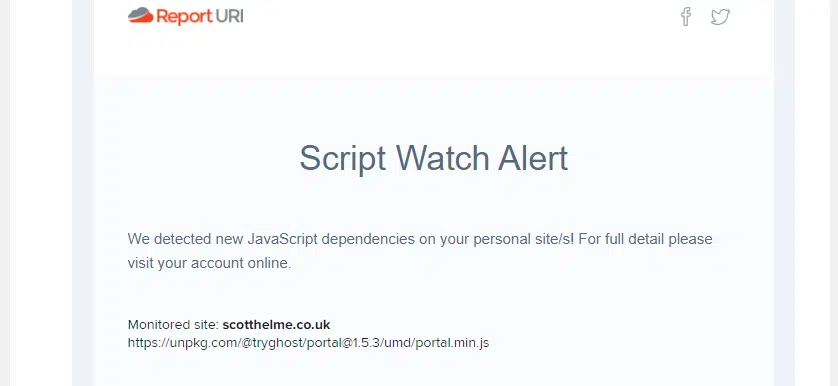 Report URI
Script Watch Alert
We detected new JavaScript dependencies on your personal site/s! For full detail please
visit your account online.
Monitored site: scotthelme.co.uk
https://unpkg.com/@tryghost/portal@1.5.3/umd/portal.min.js